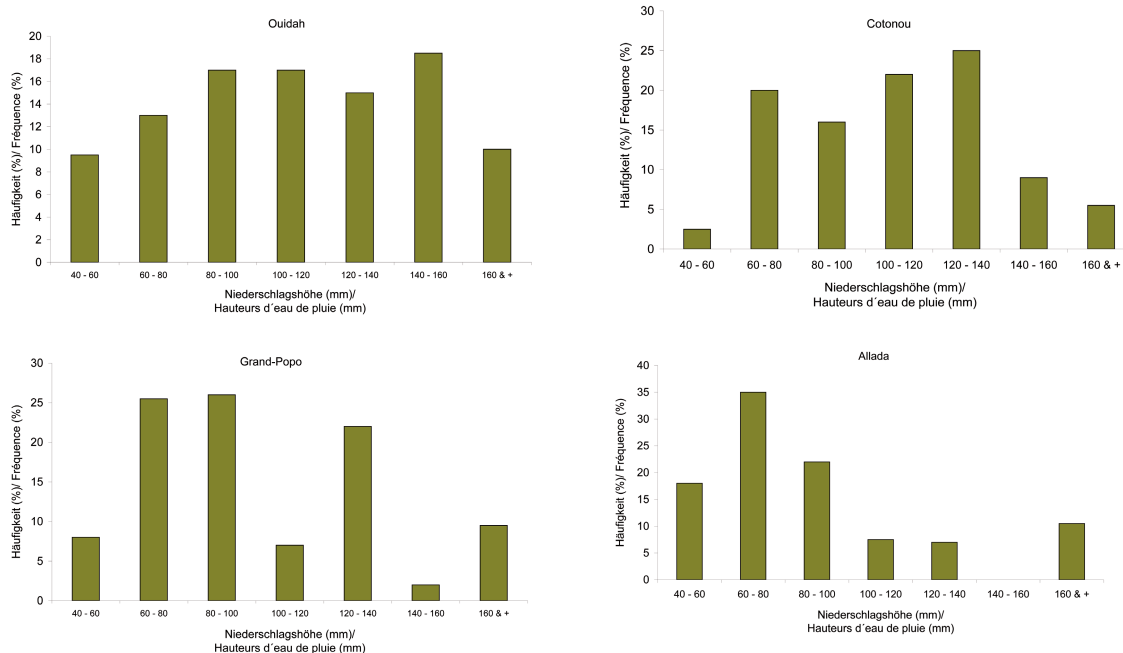 Ouidah
Häufigkeit (%)/ Fréquence (%)
20
18
16
14
12
10
8
6
4
2
0
40 - 60 60 - 80 80 - 100 100 - 120 120 - 140 140 - 160 160 & +
Niederschlagshöhe (mm)/
Hauteurs d´eau de pluie (mm)
Cotonou
Häufigkeit (%)/ Fréquence (%)
30
25
20
15
10
5
0
40 - 60 60 - 80 80 - 100 100 - 120 120 - 140 140 - 160 160 & +
Niederschlagshöhe (mm)/
Hauteurs d´eau de pluie (mm)
Grand-Popo
Häufigkeit (%)/ Fréquence (%)
30
25
20
15
10
5
0
40 - 60 60 - 80 80 - 100 100 - 120 120 - 140 140 - 160 160 & +
Niederschlagshöhe (mm)/
Hauteurs d´eau de pluie (mm)
Allada
Häufigkeit (%)/ Fréquence (%)
40
35
30
25
20
15
10
5
0
40 - 60 60 - 80 80 - 100 100 - 120 120 - 140 140 - 160 160 & +
Niederschlagshöhe (mm)/
Hauteurs d´eau de pluie (mm)